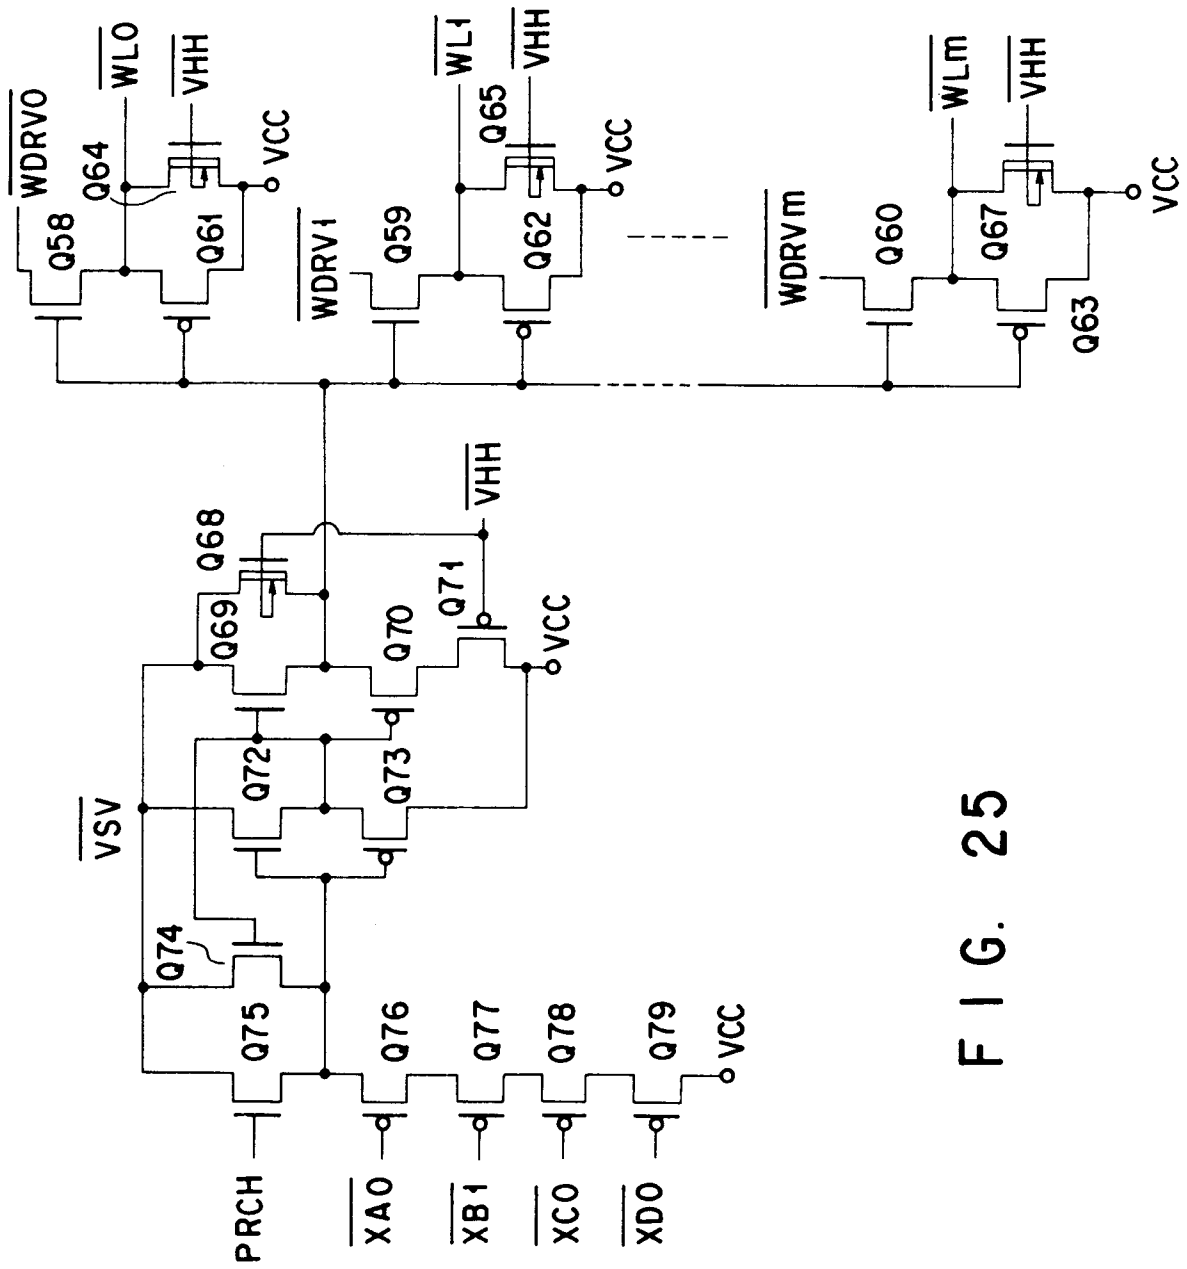 WDRV0
WL0
VHH
Q58
Q64
Q61
VCC
WDRV1
WL1
VHH
Q59
Q65
Q62
VCC
WDRVm
WLm
VHH
Q60
Q67
Q63
VCC
VSV
Q68
Q69
Q70
Q71
VHH
VCC
Q72
Q73
Q74
Q75
Q76
Q77
Q78
Q79
VCC
PRCH
XA0
XB1
XC0
XD0
FIG. 25